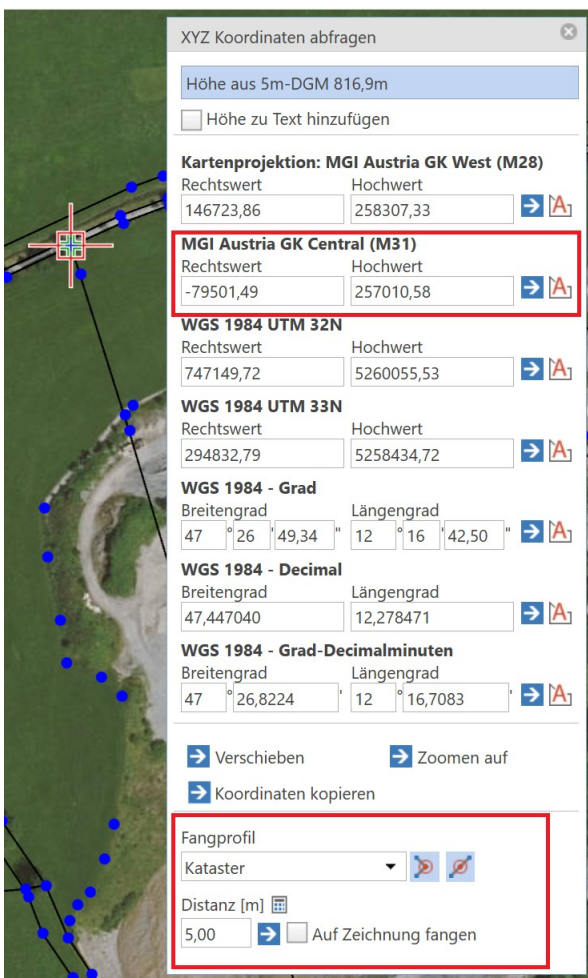 XYZ Koordinaten abfragen
Höhe aus 5m-DGM 816,9m
Höhe zu Text hinzufügen
Kartenprojektion: MGI Austria GK West (M28)
Rechtswert Hochwert
146723,86 258307,33
MGI Austria GK Central (M31)
Rechtswert Hochwert
-79501,49 257010,58
WGS 1984 UTM 32N
Rechtswert Hochwert
747149,72 5260055,53
WGS 1984 UTM 33N
Rechtswert Hochwert
294832,79 5258434,72
WGS 1984 - Grad
Breitengrad Längengrad
47 ° 26 ' 49,34 " 12 ° 16 ' 42,50 "
WGS 1984 - Decimal
Breitengrad Längengrad
47,447040 12,278471
WGS 1984 - Grad-Decimalminuten
Breitengrad Längengrad
47 ° 26,8224 ' 12 ° 16,7083 '
Verschieben Zoomen auf
Koordinaten kopieren
Fangprofil
Kataster
Distanz [m]
5,00 Auf Zeichnung fangen